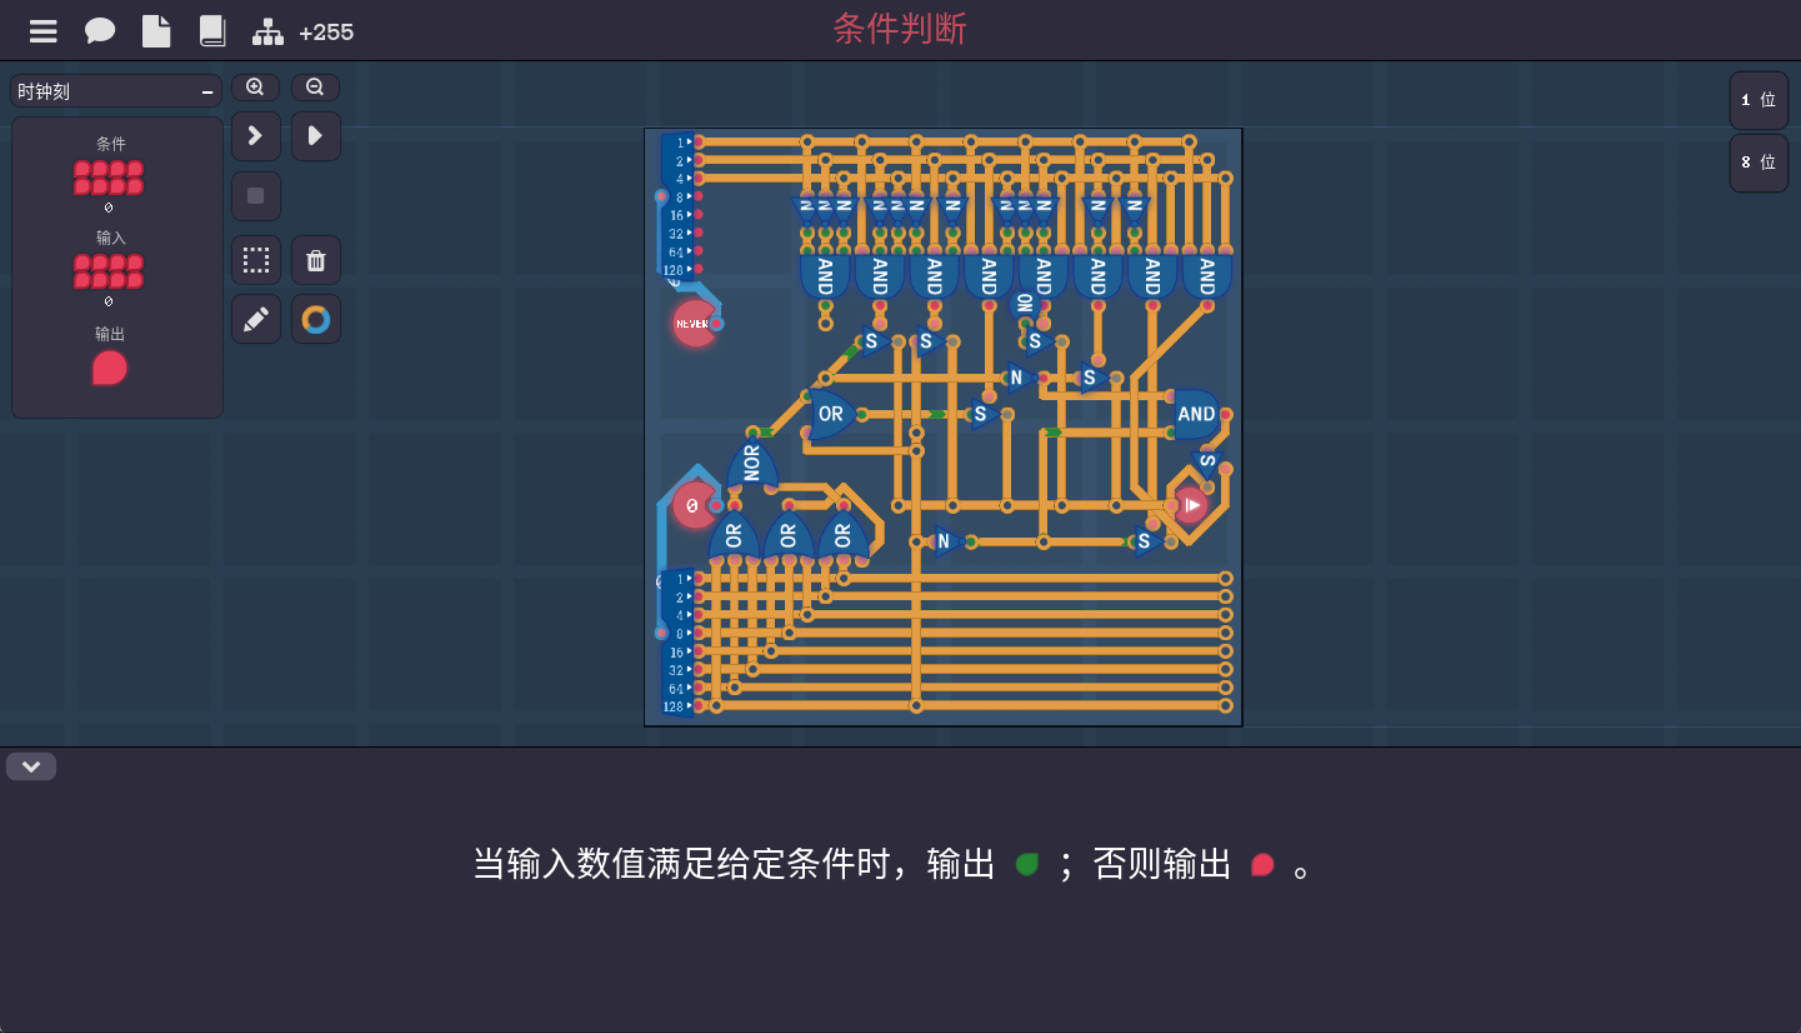 +255
条件判断
时钟刻
条件
0
输入
0
输出
1 位
8 位
1
2
4
8
16
32
64
128
NEVER
N N N N N N N N N N N N
AND AND AND AND AND AND AND AND
NO
S S S
N S
OR S AND
NOR S
0
OR OR OR N S
1
2
4
8
16
32
64
128
当输入数值满足给定条件时，输出 ；否则输出 。